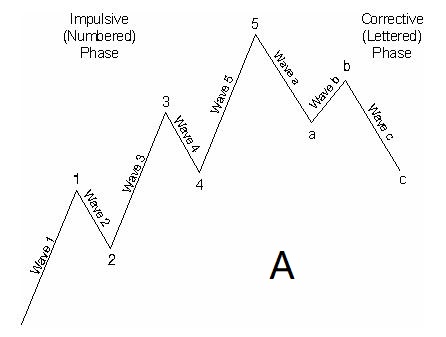 Impulsive
(Numbered)
Phase
Corrective
(Lettered)
Phase
Wave 1
1
Wave 2
2
Wave 3
3
Wave 4
4
Wave 5
5
Wave a
a
Wave b
b
Wave c
c
A